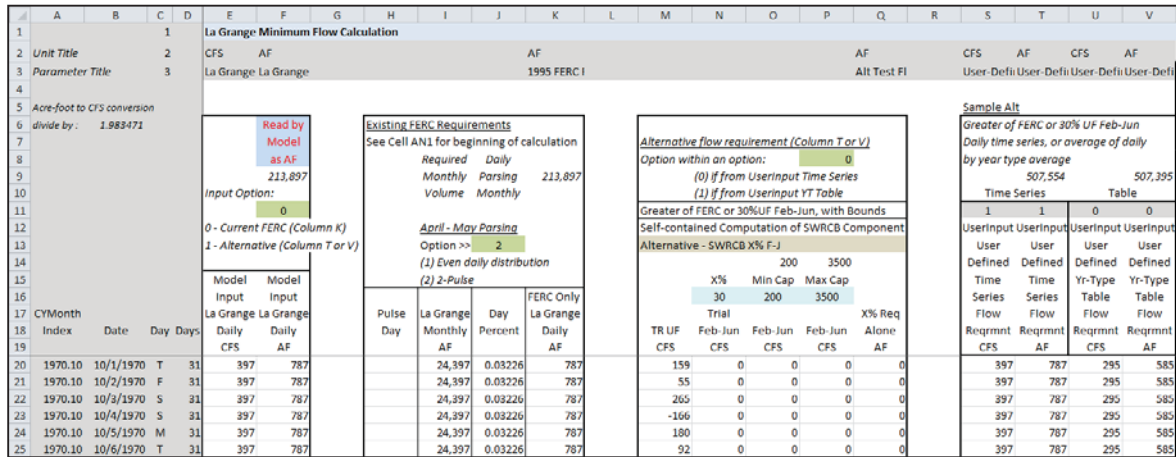 A B C D E F G H I J K L M N O P Q R S T U V
1 1 La Grange Minimum Flow Calculation
2 Unit Title 2 CFS AF AF AF CFS AF CFS AF
3 Parameter Title 3 La Grange La Grange 1995 FERC I Alt Test Fl User-Defi User-Defi User-Defi User-Defi
4
5 Acre-foot to CFS conversion Sample Alt
6 divide by : 1.983471 Read by Existing FERC Requirements Greater of FERC or 30% UF Feb-Jun
7 Model See Cell AN1 for beginning of calculation Alternative flow requirement (Column T or V) Daily time series, or average of daily
8 as AF Required Daily Option within an option: 0 by year type average
9 213,897 Monthly Parsing 213,897 (0) if from UserInput Time Series 507,554 507,395
10 Input Option: Volume Monthly (1) if from UserInput YT Table Time Series Table
11 0 Greater of FERC or 30%UF Feb-Jun, with Bounds 1 1 0 0
12 0 - Current FERC (Column K) April - May Parsing Self-contained Computation of SWRCB Component UserInput UserInput UserInput UserInput
13 1 - Alternative (Column T or V) Option >> 2 Alternative - SWRCB X% F-J User User User User
14 (1) Even daily distribution 200 3500 Defined Defined Defined Defined
15 Model Model (2) 2-Pulse X% Min Cap Max Cap Time Time Yr-Type Yr-Type
16 Input Input FERC Only 30 200 3500 Series Series Table Table
17 CYMonth La Grange La Grange Pulse La Grange Day La Grange Trial X% Req Flow Flow Flow Flow
18 Index Date Day Days Daily Daily Day Monthly Percent Daily TR UF Feb-Jun Feb-Jun Feb-Jun Alone Reqrmnt Reqrmnt Reqrmnt Reqrmnt
19 CFS AF AF AF CFS CFS CFS CFS AF CFS AF CFS AF
20 1970.10 10/1/1970 T 31 397 787 24,397 0.03226 787 159 0 0 0 0 397 787 295 585
21 1970.10 10/2/1970 F 31 397 787 24,397 0.03226 787 55 0 0 0 0 397 787 295 585
22 1970.10 10/3/1970 S 31 397 787 24,397 0.03226 787 265 0 0 0 0 397 787 295 585
23 1970.10 10/4/1970 S 31 397 787 24,397 0.03226 787 -166 0 0 0 0 397 787 295 585
24 1970.10 10/5/1970 M 31 397 787 24,397 0.03226 787 180 0 0 0 0 397 787 295 585
25 1970.10 10/6/1970 T 31 397 787 24,397 0.03226 787 92 0 0 0 0 397 787 295 585